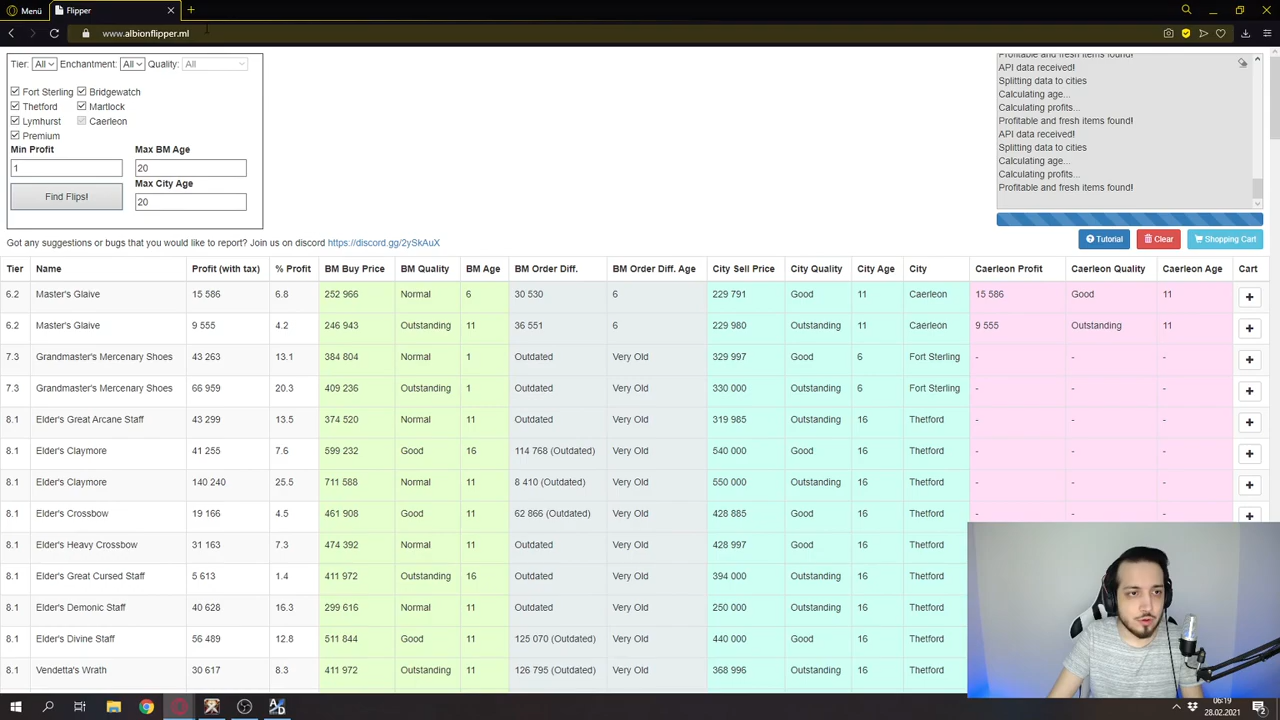 Menü
Flipper
www.albionflipper.ml
Tier: All Enchantment: All Quality: All
Fort Sterling Bridgewatch
Thetford Martlock
Lymhurst Caerleon
Premium
Min Profit Max BM Age
1 20
Max City Age
Find Flips! 20
Profitable and fresh items found!
API data received!
Splitting data to cities
Calculating age...
Calculating profits...
Profitable and fresh items found!
API data received!
Splitting data to cities
Calculating age...
Calculating profits...
Profitable and fresh items found!
Got any suggestions or bugs that you would like to report? Join us on discord https://discord.gg/2ySkAuX
Tutorial Clear Shopping Cart
Tier Name Profit (with tax) % Profit BM Buy Price BM Quality BM Age BM Order Diff. BM Order Diff. Age City Sell Price City Quality City Age City Caerleon Profit Caerleon Quality Caerleon Age Cart
6.2 Master's Glaive 15 586 6.8 252 966 Normal 6 30 530 6 229 791 Good 11 Caerleon 15 586 Good 11 +
6.2 Master's Glaive 9 555 4.2 246 943 Outstanding 11 36 551 6 229 980 Outstanding 11 Caerleon 9 555 Outstanding 11 +
7.3 Grandmaster's Mercenary Shoes 43 263 13.1 384 804 Normal 1 Outdated Very Old 329 997 Good 6 Fort Sterling - - - +
7.3 Grandmaster's Mercenary Shoes 66 959 20.3 409 236 Outstanding 1 Outdated Very Old 330 000 Outstanding 6 Fort Sterling - - - +
8.1 Elder's Great Arcane Staff 43 299 13.5 374 520 Normal 11 Outdated Very Old 319 985 Outstanding 16 Thetford - - - +
8.1 Elder's Claymore 41 255 7.6 599 232 Good 16 114 768 (Outdated) Very Old 540 000 Good 16 Thetford - - - +
8.1 Elder's Claymore 140 240 25.5 711 588 Normal 11 8 410 (Outdated) Very Old 550 000 Outstanding 16 Thetford - - - +
8.1 Elder's Crossbow 19 166 4.5 461 908 Good 11 62 866 (Outdated) Very Old 428 885 Good 16 Thetford - - - +
8.1 Elder's Heavy Crossbow 31 163 7.3 474 392 Normal 11 Outdated Very Old 428 997 Good 16 Thetford
8.1 Elder's Great Cursed Staff 5 613 1.4 411 972 Outstanding 16 Outdated Very Old 394 000 Outstanding 16 Thetford
8.1 Elder's Demonic Staff 40 628 16.3 299 616 Normal 11 Outdated Very Old 250 000 Outstanding 16 Thetford
8.1 Elder's Divine Staff 56 489 12.8 511 844 Good 11 125 070 (Outdated) Very Old 440 000 Good 16 Thetford
8.1 Vendetta's Wrath 30 617 8.3 411 972 Outstanding 11 126 795 (Outdated) Very Old 368 996 Outstanding 16 Thetford
06:19
28.02.2021
2